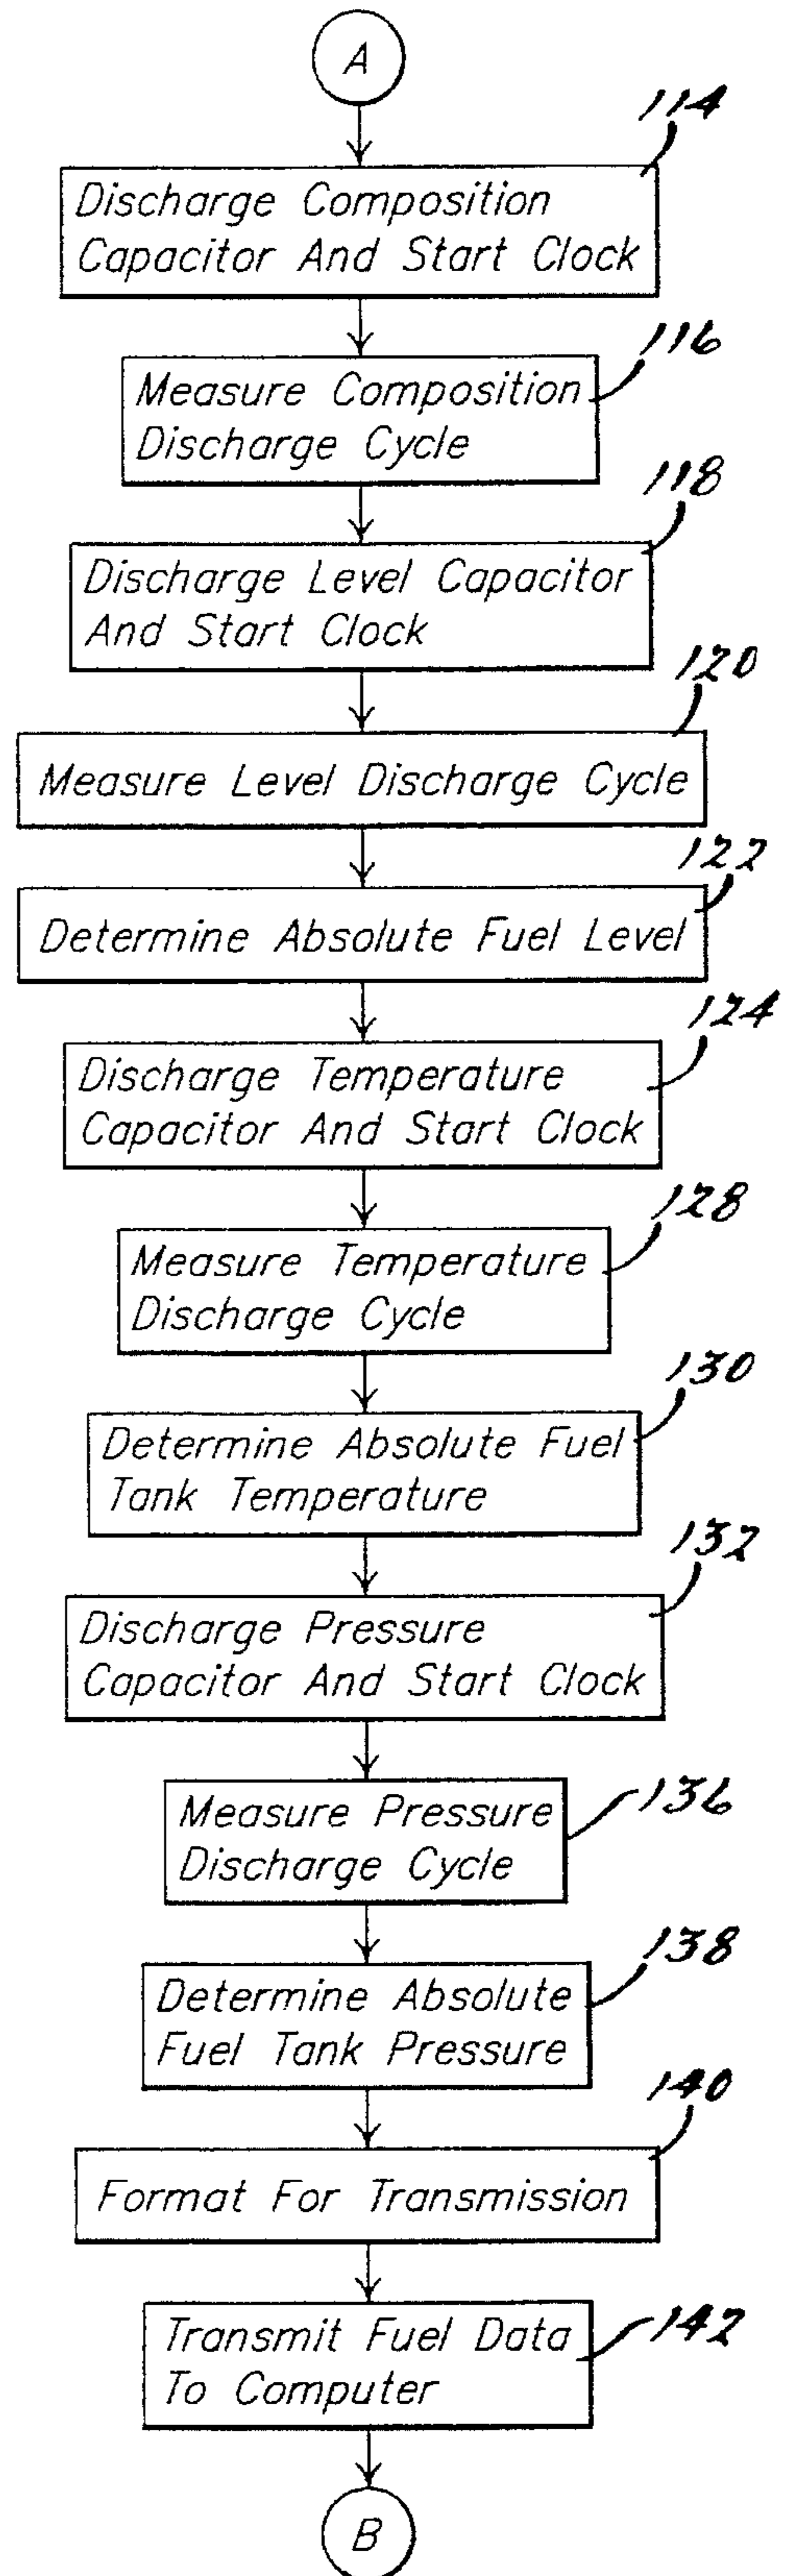 A
114
Discharge Composition
Capacitor And Start Clock
116
Measure Composition
Discharge Cycle
118
Discharge Level Capacitor
And Start Clock
120
Measure Level Discharge Cycle
122
Determine Absolute Fuel Level
124
Discharge Temperature
Capacitor And Start Clock
128
Measure Temperature
Discharge Cycle
130
Determine Absolute Fuel
Tank Temperature
132
Discharge Pressure
Capacitor And Start Clock
136
Measure Pressure
Discharge Cycle
138
Determine Absolute
Fuel Tank Pressure
140
Format For Transmission
142
Transmit Fuel Data
To Computer
B